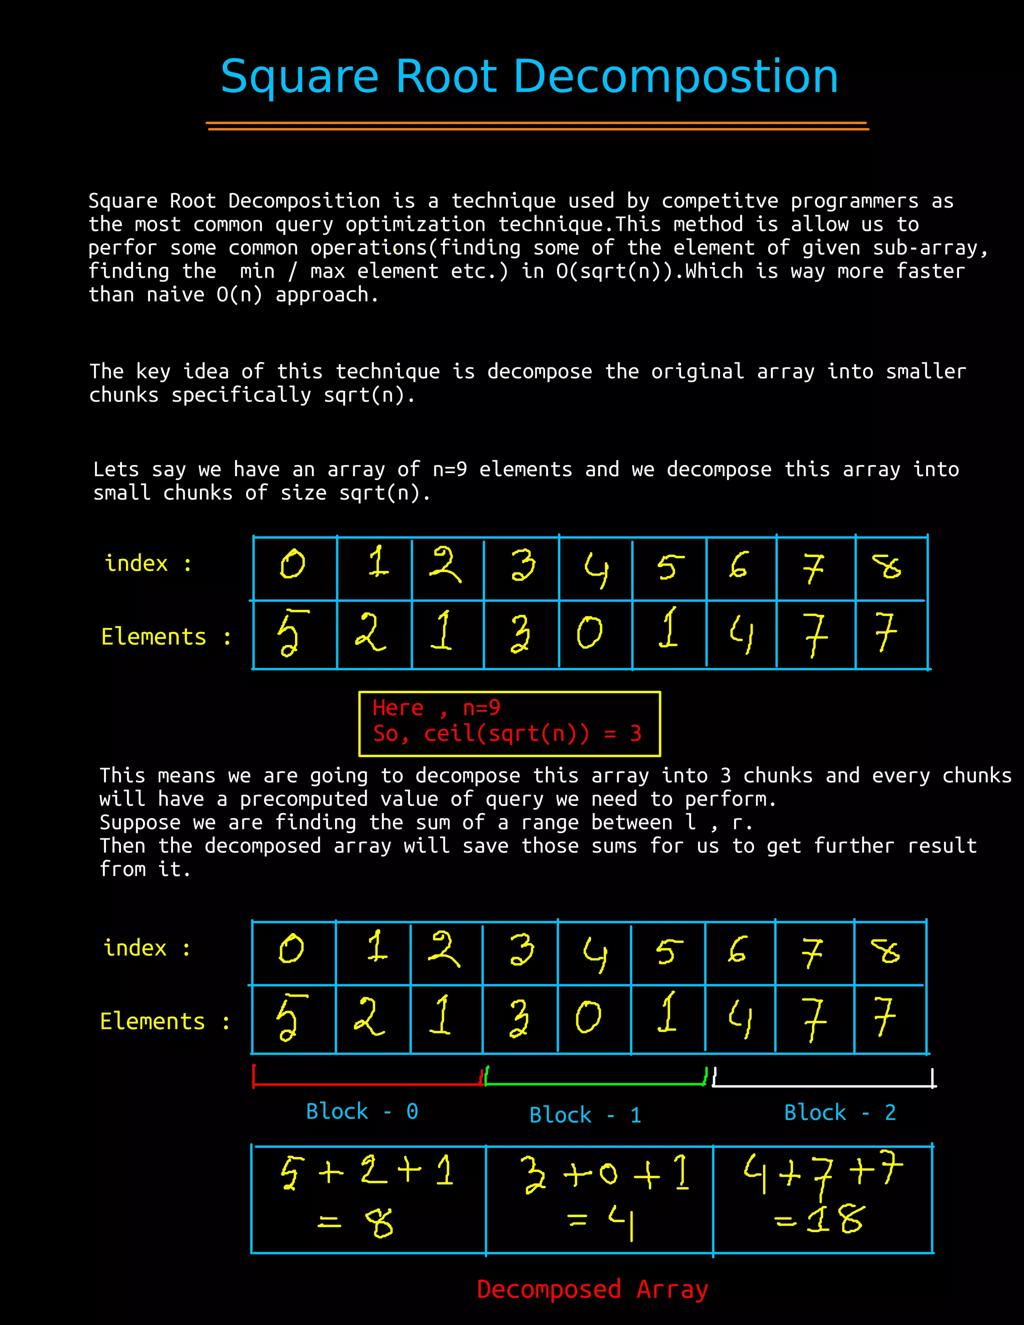 Square Root Decompostion
Square Root Decomposition is a technique used by competitve programmers as
the most common query optimization technique.This method is allow us to
perfor some common operations(finding some of the element of given sub-array,
finding the  min / max element etc.) in O(sqrt(n)).Which is way more faster
than naive O(n) approach.
The key idea of this technique is decompose the original array into smaller
chunks specifically sqrt(n).
Lets say we have an array of n=9 elements and we decompose this array into
small chunks of size sqrt(n).
index : 0 1 2 3 4 5 6 7 8
Elements : 5 2 1 3 0 1 4 7 7
Here , n=9
So, ceil(sqrt(n)) = 3
This means we are going to decompose this array into 3 chunks and every chunks
will have a precomputed value of query we need to perform.
Suppose we are finding the sum of a range between l , r.
Then the decomposed array will save those sums for us to get further result
from it.
index : 0 1 2 3 4 5 6 7 8
Elements : 5 2 1 3 0 1 4 7 7
Block - 0 Block - 1 Block - 2
5 + 2 + 1 3 + 0 + 1 4 + 7 + 7
= 8 = 4 = 18
Decomposed Array